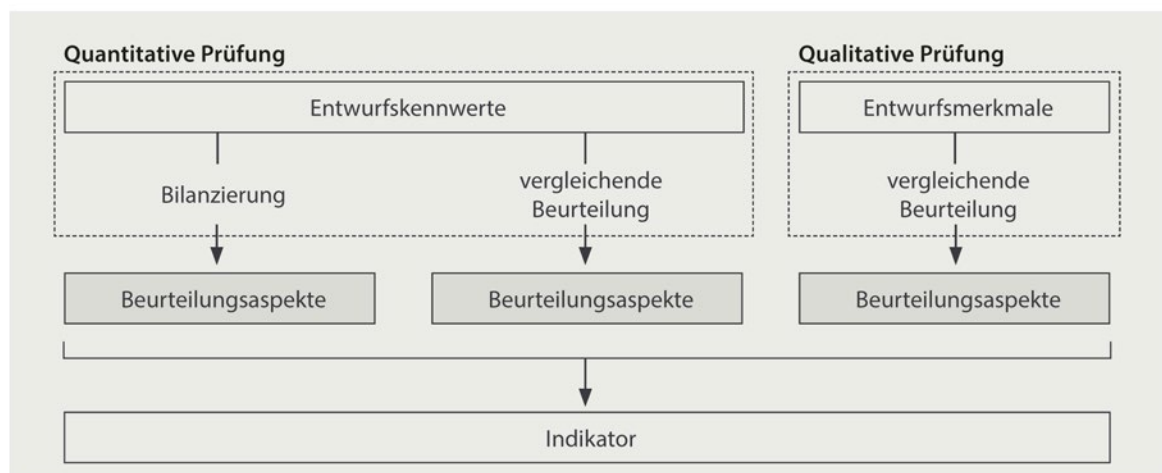 Quantitative Prüfung
Qualitative Prüfung
Entwurfskennwerte
Entwurfsmerkmale
Bilanzierung
vergleichende
Beurteilung
vergleichende
Beurteilung
Beurteilungsaspekte
Beurteilungsaspekte
Beurteilungsaspekte
Indikator